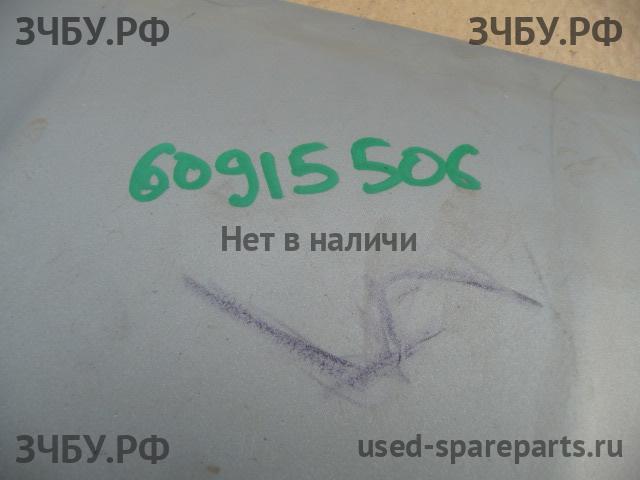 ЗЧБУ.РФ ЗЧБУ.РФ
60915506
Нет в наличи
ЗЧБУ.РФ used-spareparts.ru